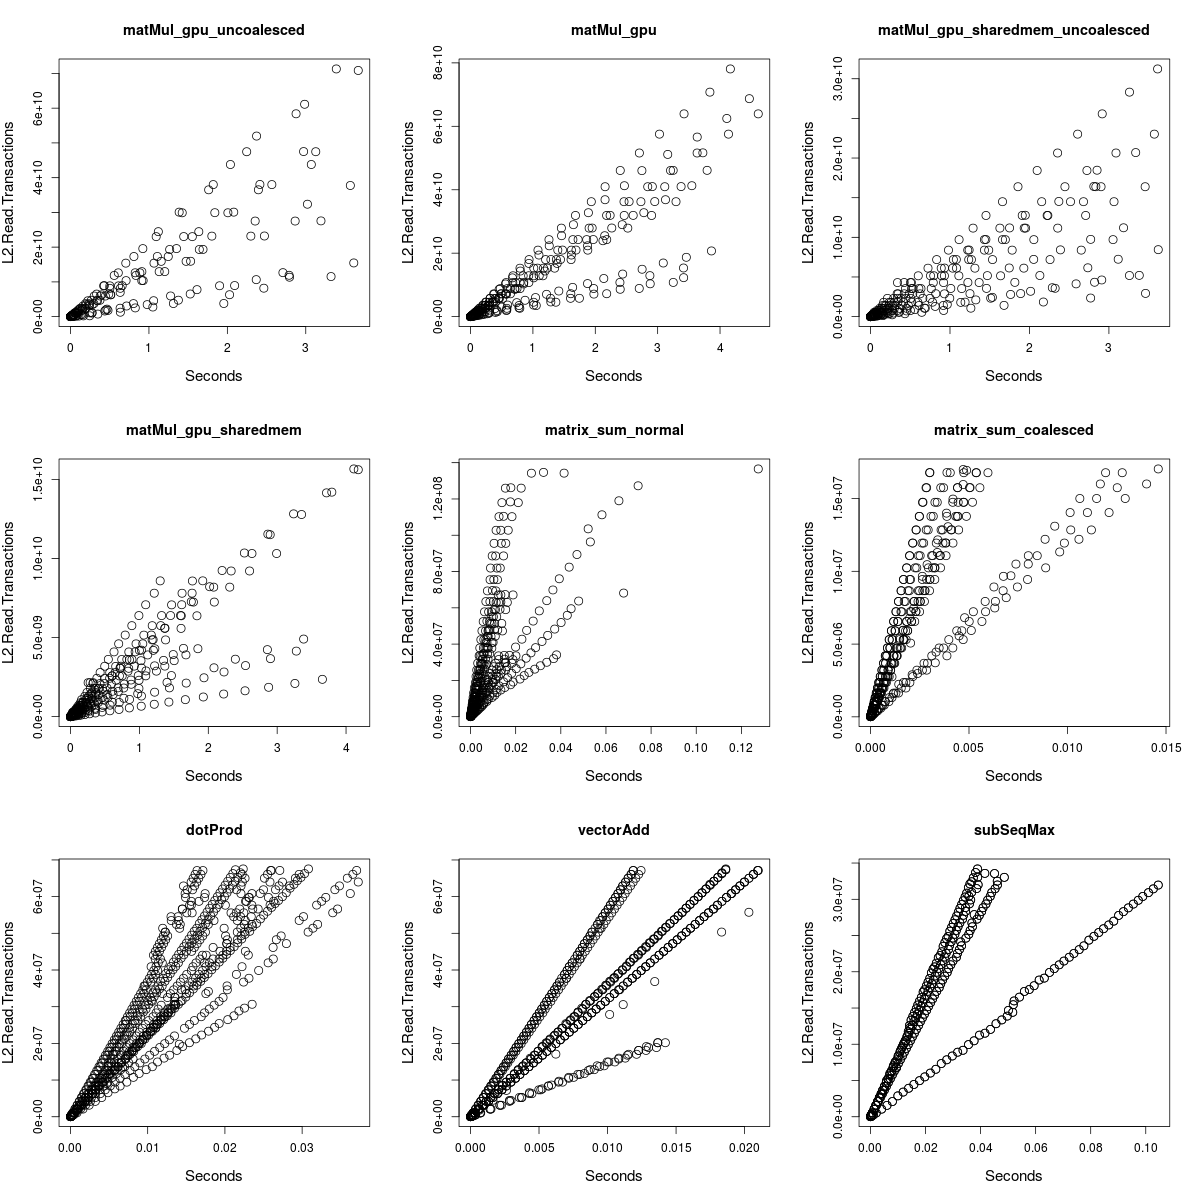 matMul_gpu_uncoalesced
L2.Read.Transactions
0e+00 2e+10 4e+10 6e+10
0 1 2 3
Seconds
matMul_gpu
L2.Read.Transactions
0e+00 2e+10 4e+10 6e+10 8e+10
0 1 2 3 4
Seconds
matMul_gpu_sharedmem_uncoalesced
L2.Read.Transactions
0.0e+00 1.0e+10 2.0e+10 3.0e+10
0 1 2 3
Seconds
matMul_gpu_sharedmem
L2.Read.Transactions
0.0e+00 5.0e+09 1.0e+10 1.5e+10
0 1 2 3 4
Seconds
matrix_sum_normal
L2.Read.Transactions
0.0e+00 4.0e+07 8.0e+07 1.2e+08
0.00 0.02 0.04 0.06 0.08 0.10 0.12
Seconds
matrix_sum_coalesced
L2.Read.Transactions
0.0e+00 5.0e+06 1.0e+07 1.5e+07
0.000 0.005 0.010 0.015
Seconds
dotProd
L2.Read.Transactions
0e+00 2e+07 4e+07 6e+07
0.00 0.01 0.02 0.03
Seconds
vectorAdd
L2.Read.Transactions
0e+00 2e+07 4e+07 6e+07
0.000 0.005 0.010 0.015 0.020
Seconds
subSeqMax
L2.Read.Transactions
0.0e+00 1.0e+07 2.0e+07 3.0e+07
0.00 0.02 0.04 0.06 0.08 0.10
Seconds